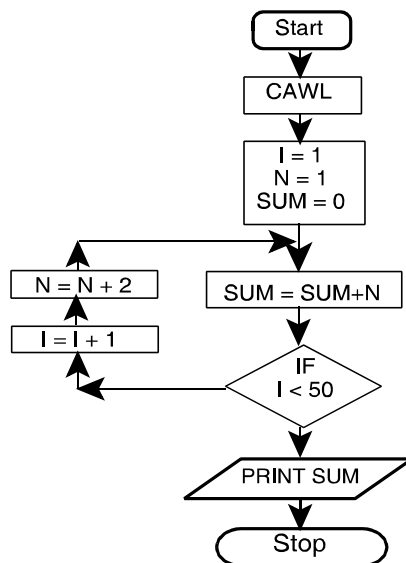 Start
CAWL
I = 1
N = 1
SUM = 0
SUM = SUM+N
IF
I < 50
I = I + 1
N = N + 2
PRINT SUM
Stop